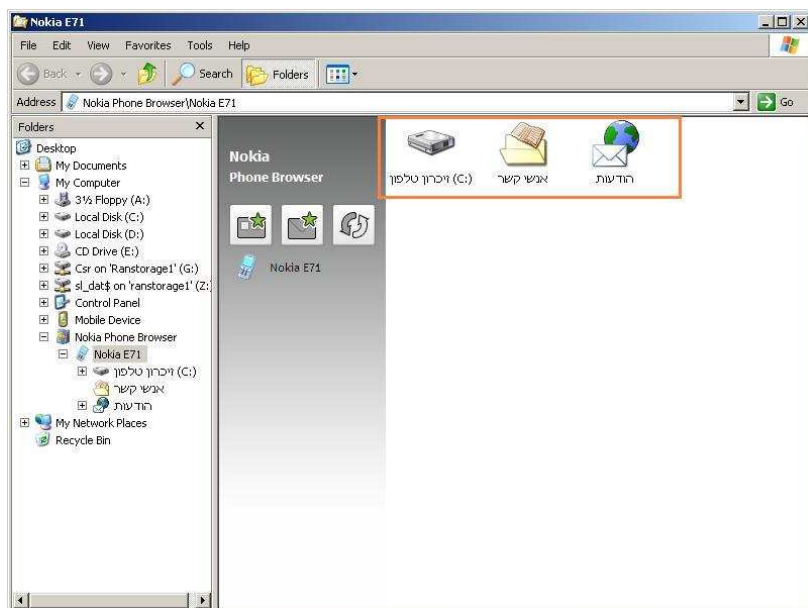 Nokia E71
File Edit View Favorites Tools Help
Back Search Folders
Address Nokia Phone Browser\Nokia E71 Go
Folders
Desktop
My Documents
My Computer
3½ Floppy (A:)
Local Disk (C:)
Local Disk (D:)
CD Drive (E:)
Csr on 'Ranstorage1' (G:)
sl_dat$ on 'ranstorage1' (Z:
Control Panel
Mobile Device
Nokia Phone Browser
Nokia E71
זיכרון טלפון (C:)
אנשי קשר
הודעות
My Network Places
Recycle Bin
Nokia
Phone Browser
Nokia E71
זיכרון טלפון (C:)
אנשי קשר
הודעות